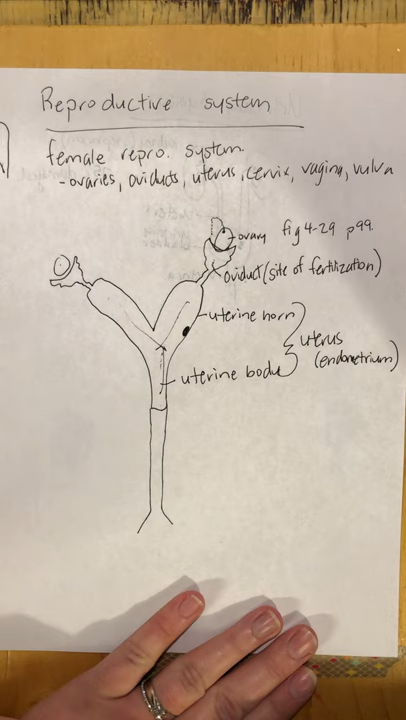 Reproductive system
female repro. system.
- ovaries, oviducts, uterus, cervix, vagina, vulva
ovary fig 4-29 p99.
oviduct (site of fertilization)
uterine horn
uterus
(endometrium)
uterine body